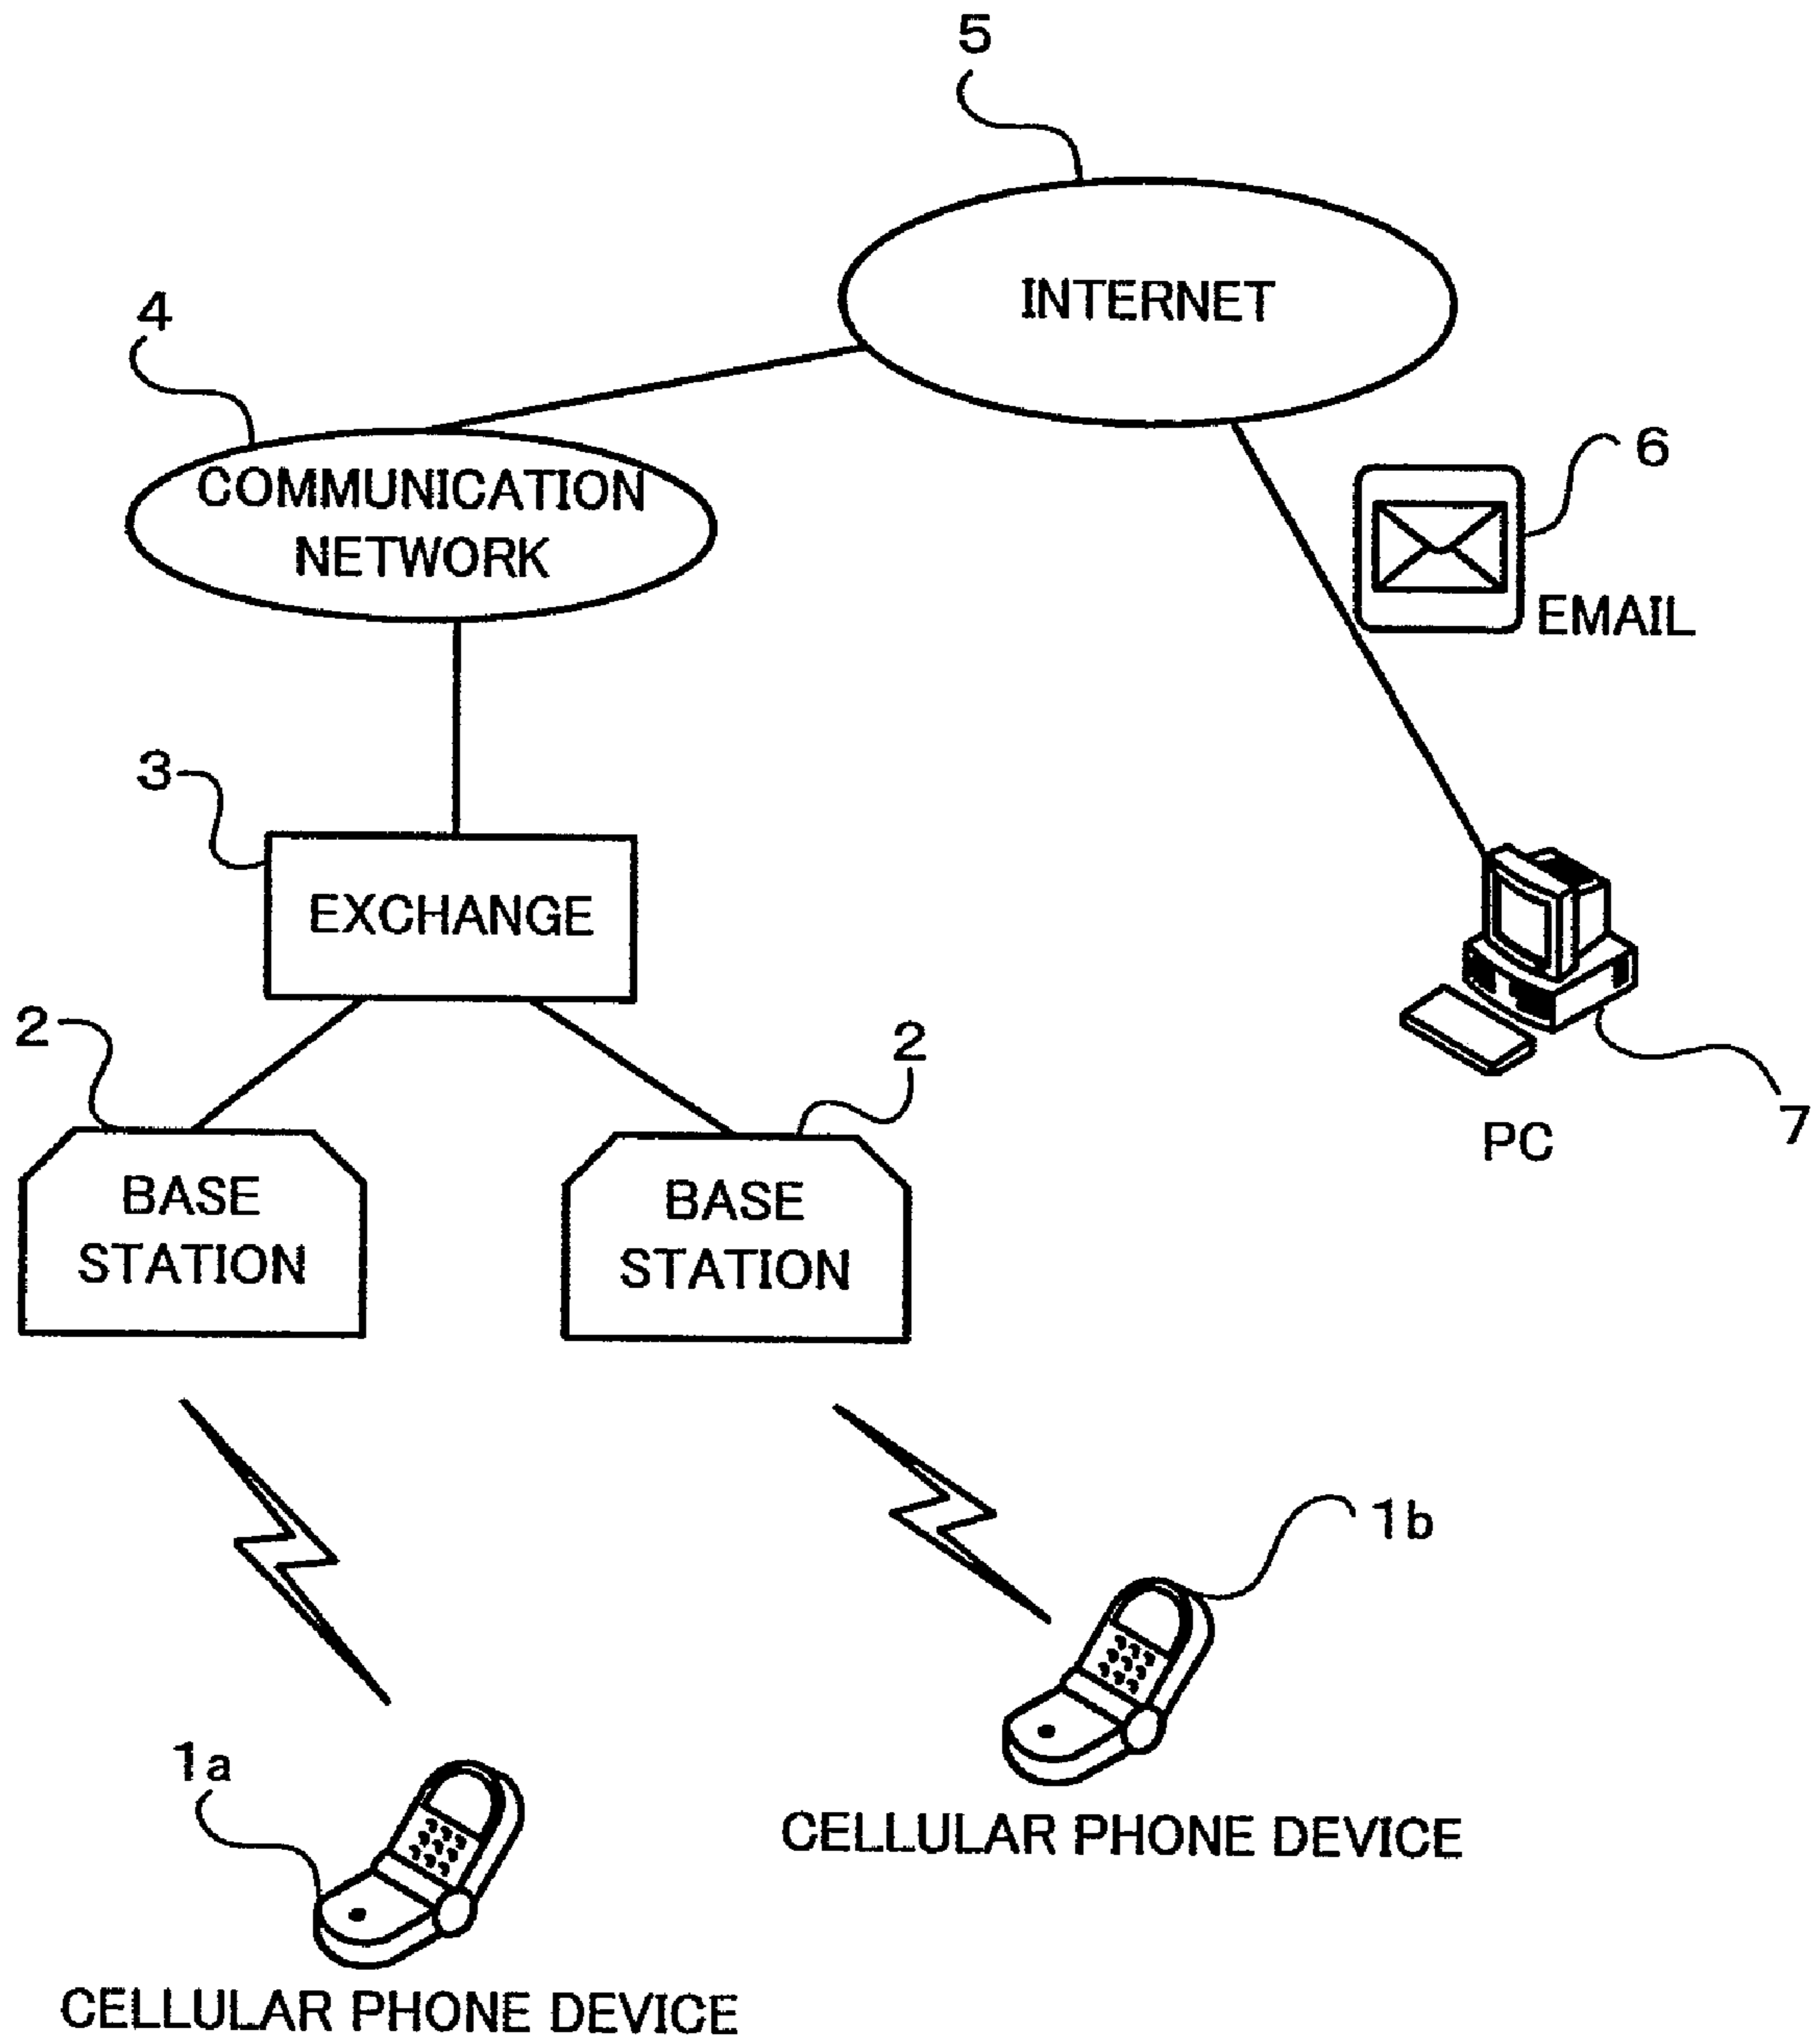 5
INTERNET
4
6
COMMUNICATION
NETWORK
EMAIL
3
EXCHANGE
2
2
7
PC
BASE
STATION
BASE
STATION
1b
1a
CELLULAR PHONE DEVICE
CELLULAR PHONE DEVICE